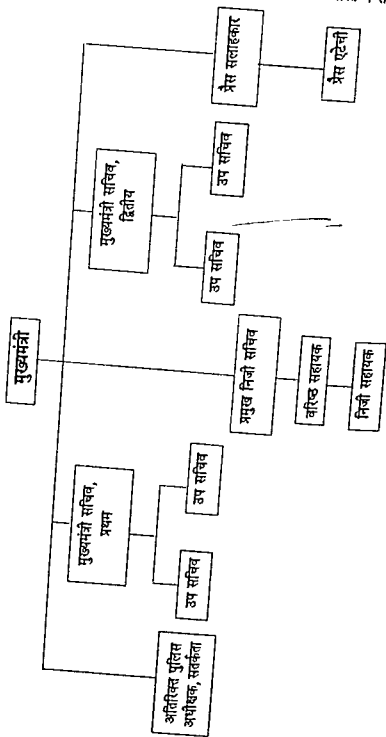 मुख्यमंत्री
अतिरिक्त पुलिस
अधीक्षक, सतर्कता
मुख्यमंत्री सचिव,
प्रथम
उप सचिव
उप सचिव
प्रमुख निजी सचिव
वरिष्ठ सहायक
निजी सहायक
मुख्यमंत्री सचिव,
द्वितीय
उप सचिव
उप सचिव
प्रैस सलाहकार
प्रैस एटेची